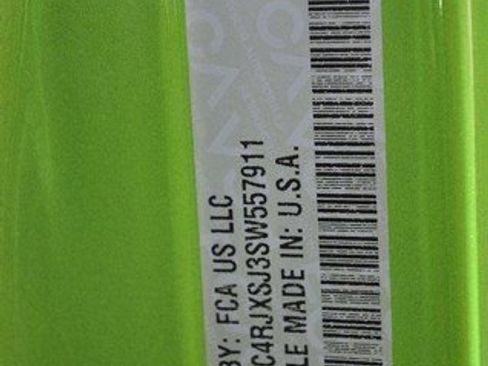 BY: FCA US LLC
C4RJXSJ3SW557911
LE MADE IN: U.S.A.